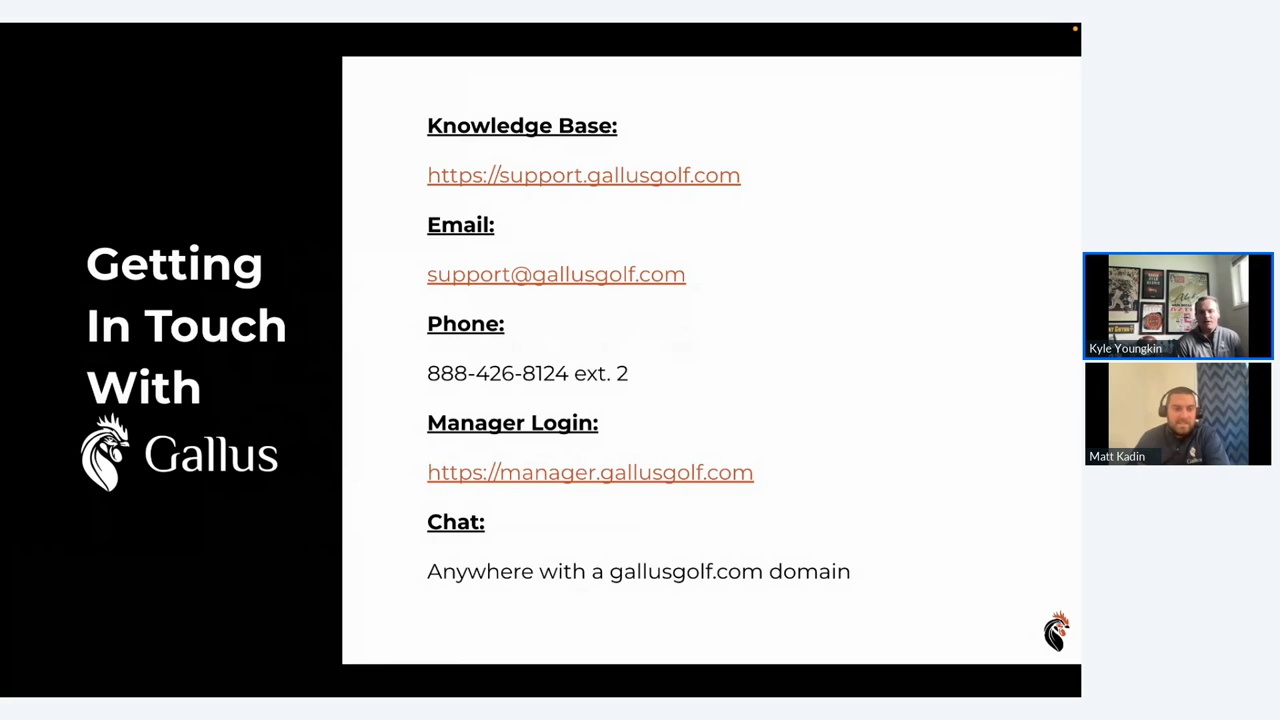 Getting
In Touch
With
Gallus
Knowledge Base:
https://support.gallusgolf.com
Email:
support@gallusgolf.com
Phone:
888-426-8124 ext. 2
Manager Login:
https://manager.gallusgolf.com
Chat:
Anywhere with a gallusgolf.com domain
Kyle Youngkin
Matt Kadin